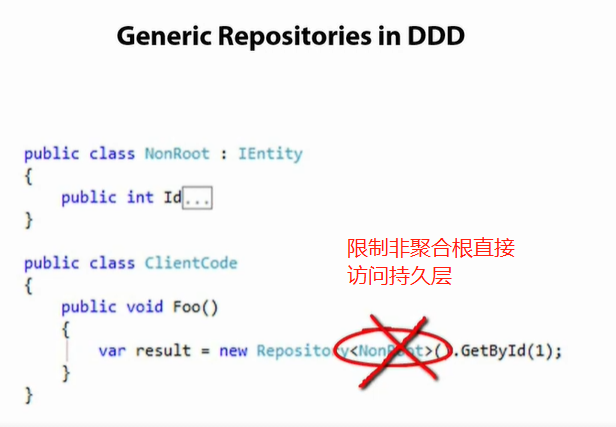 Generic Repositories in DDD
public class NonRoot : IEntity
{
public int Id...
}
限制非聚合根直接
访问持久层
public class ClientCode
{
public void Foo()
{
var result = new Repository<NonRoot>().GetById(1);
}
}